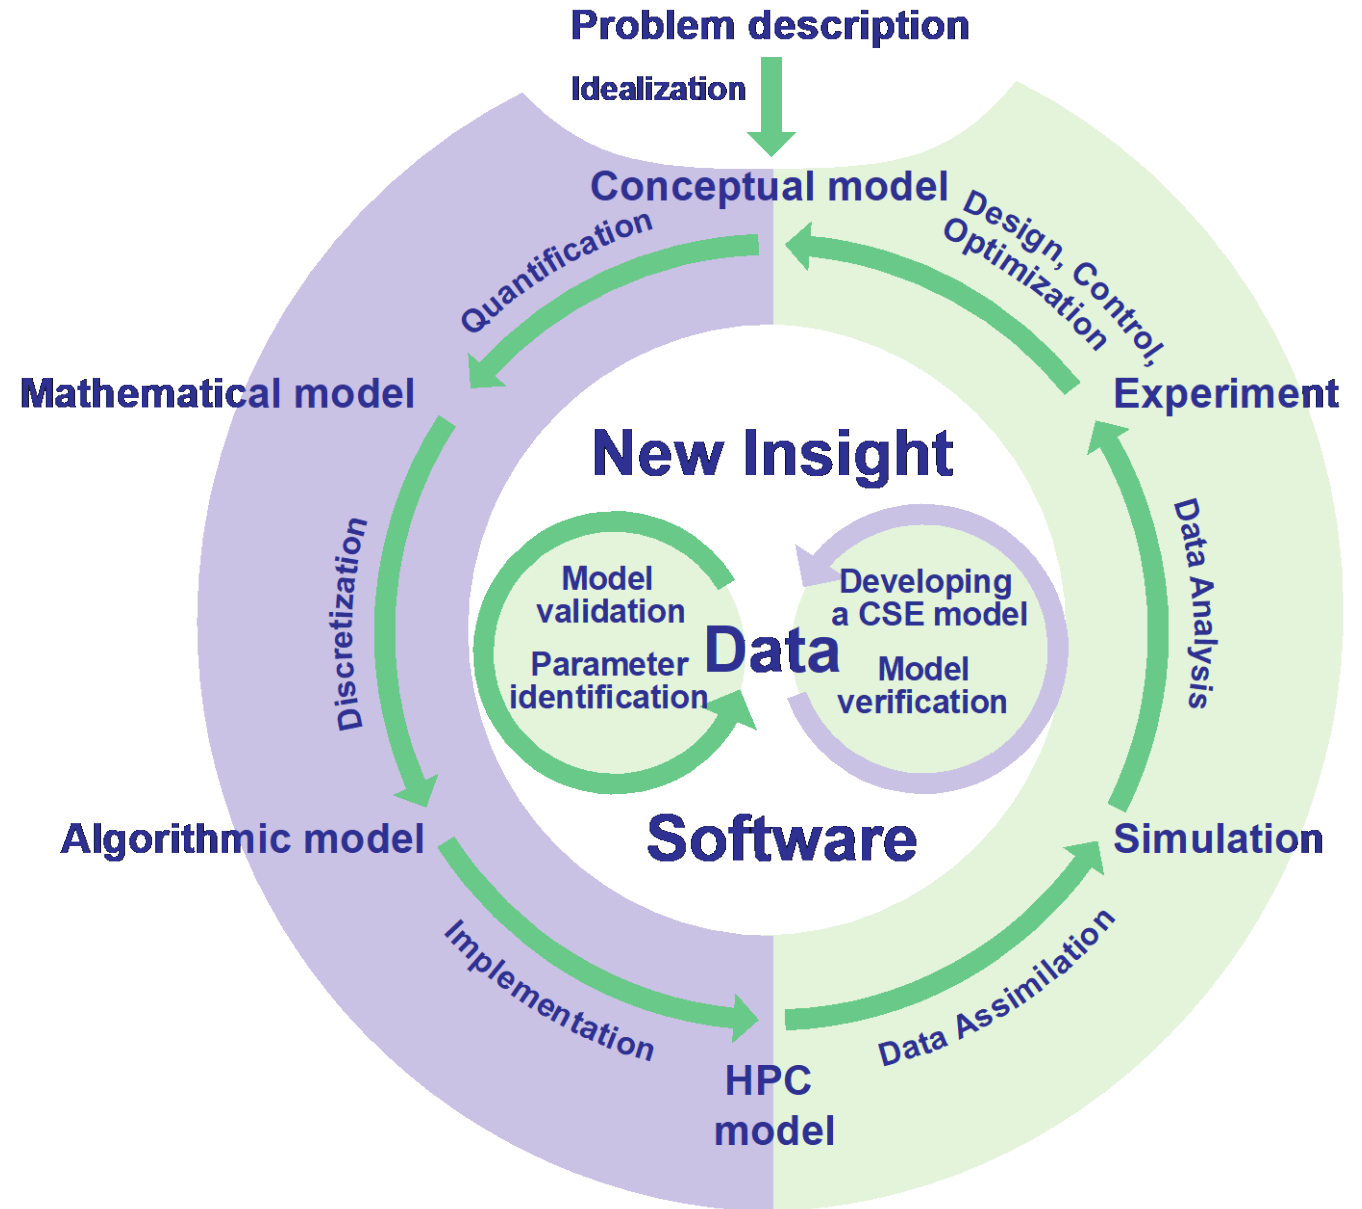 Problem description
Idealization
Conceptual model
Quantification
Design, Control,
Optimization
Mathematical model
Experiment
New Insight
Discretization
Data Analysis
Model
validation
Parameter
identification
Data
Developing
a CSE model
Model
verification
Software
Algorithmic model
Simulation
Implementation
Data Assimilation
HPC
model